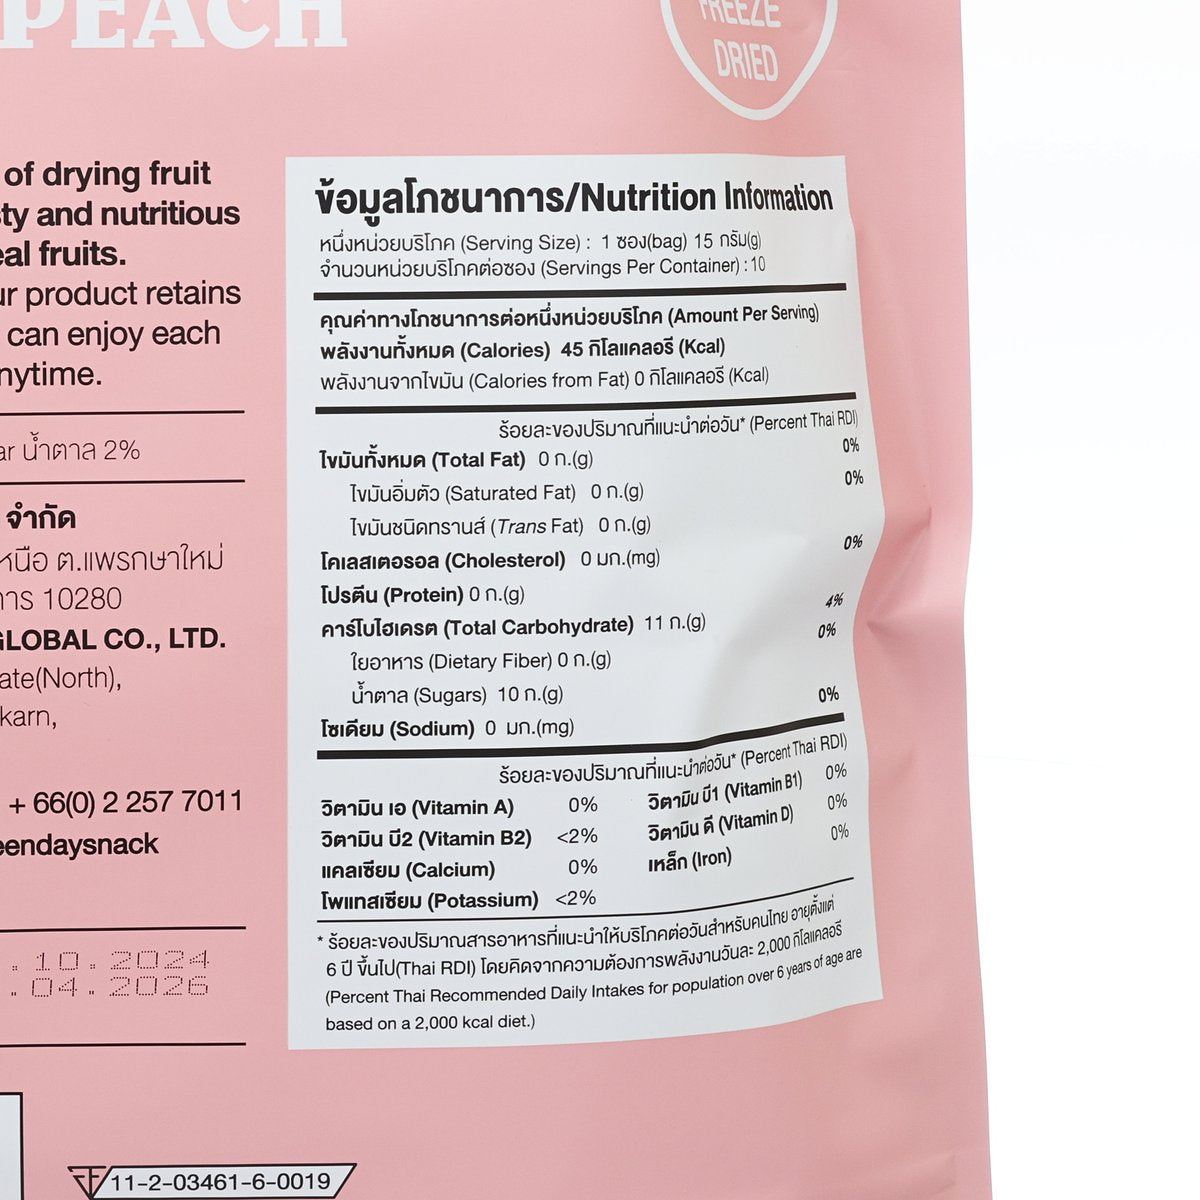 PEACH
FREEZE
DRIED
of drying fruit
and nutritious
fruits.
product retains
can enjoy each
น้ำตาล 2%
จำกัด
ต.แพรกษาใหม่
10280
GLOBAL CO., LTD.
(North),
+ 66(0) 2 257 7011
.10.2024
.04.2026
11-2-03461-6-0019
ข้อมูลโภชนาการ/Nutrition Information
หนึ่งหน่วยบริโภค (Serving Size) : 1 ซอง(bag) 15 กรัม(g)
จำนวนหน่วยบริโภคต่อซอง (Servings Per Container) : 10
คุณค่าทางโภชนาการต่อหนึ่งหน่วยบริโภค (Amount Per Serving)
พลังงานทั้งหมด (Calories) 45 กิโลแคลอรี (Kcal)
พลังงานจากไขมัน (Calories from Fat) 0 กิโลแคลอรี (Kcal)
ร้อยละของปริมาณที่แนะนำต่อวัน* (Percent Thai RDI)
ไขมันทั้งหมด (Total Fat) 0 ก.(g) 0%
ไขมันอิ่มตัว (Saturated Fat) 0 ก.(g) 0%
ไขมันชนิดทรานส์ (Trans Fat) 0 ก.(g)
โคเลสเตอรอล (Cholesterol) 0 มก.(mg) 0%
โปรตีน (Protein) 0 ก.(g)
คาร์โบไฮเดรต (Total Carbohydrate) 11 ก.(g) 4%
ใยอาหาร (Dietary Fiber) 0 ก.(g) 0%
น้ำตาล (Sugars) 10 ก.(g)
โซเดียม (Sodium) 0 มก.(mg) 0%
ร้อยละของปริมาณที่แนะนำต่อวัน* (Percent Thai RDI)
วิตามิน เอ (Vitamin A) 0% วิตามิน บี1 (Vitamin B1) 0%
วิตามิน บี2 (Vitamin B2) <2% วิตามิน ดี (Vitamin D) 0%
แคลเซียม (Calcium) 0% เหล็ก (Iron) 0%
โพแทสเซียม (Potassium) <2%
* ร้อยละของปริมาณสารอาหารที่แนะนำให้บริโภคต่อวันสำหรับคนไทย อายุตั้งแต่
6 ปี ขึ้นไป(Thai RDI) โดยคิดจากความต้องการพลังงานวันละ 2,000 กิโลแคลอรี
(Percent Thai Recommended Daily Intakes for population over 6 years of age are
based on a 2,000 kcal diet.)